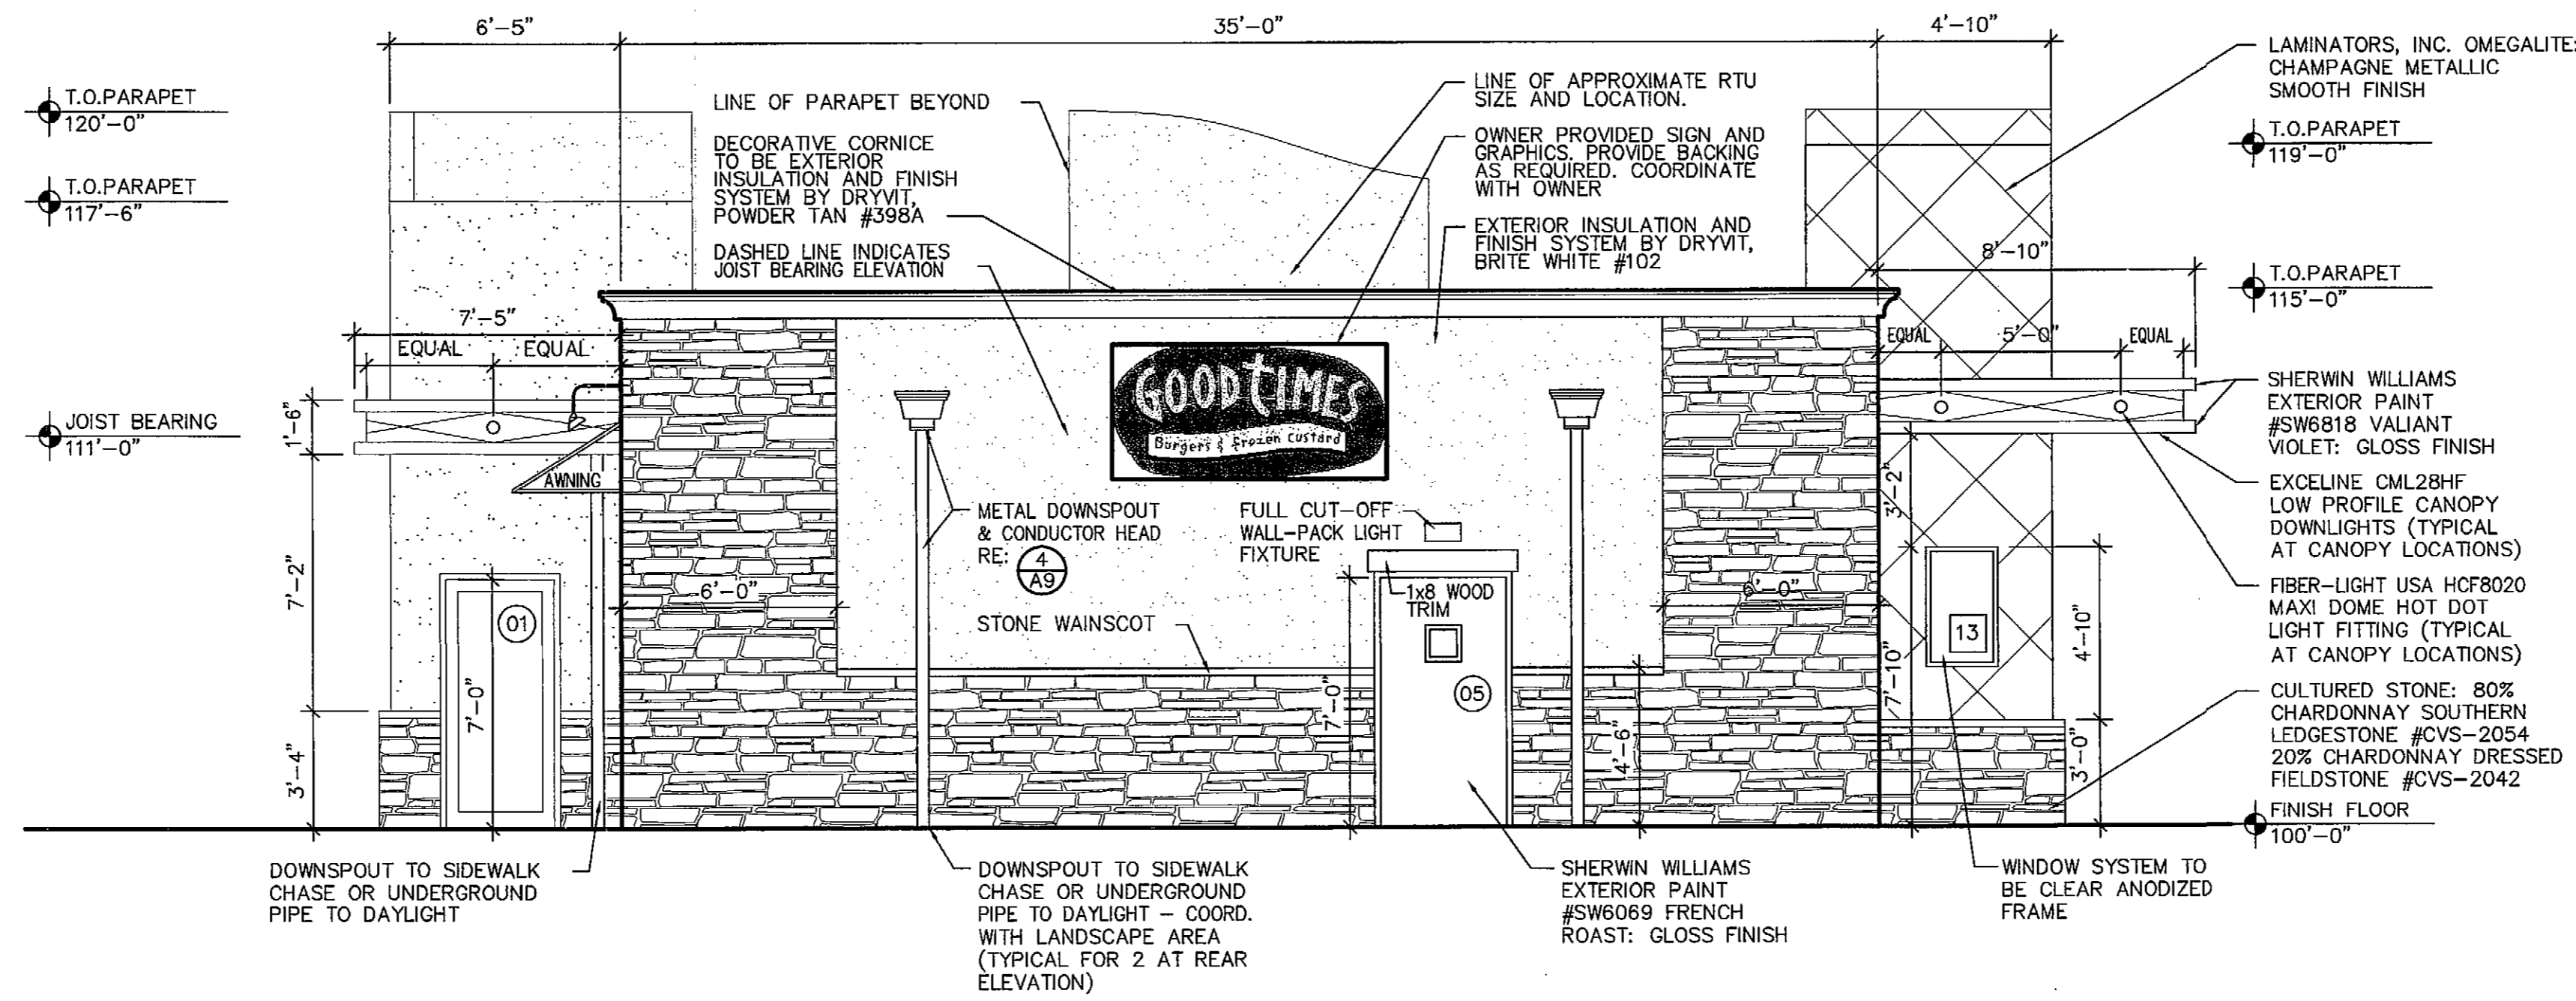 6'-5"
35'-0"
4'-10"
T.O.PARAPET
120'-0"
T.O.PARAPET
117'-6"
JOIST BEARING
111'-0"
LINE OF PARAPET BEYOND
DECORATIVE CORNICE
TO BE EXTERIOR
INSULATION AND FINISH
SYSTEM BY DRYVIT,
POWDER TAN #398A
DASHED LINE INDICATES
JOIST BEARING ELEVATION
LINE OF APPROXIMATE RTU
SIZE AND LOCATION.
OWNER PROVIDED SIGN AND
GRAPHICS. PROVIDE BACKING
AS REQUIRED. COORDINATE
WITH OWNER
EXTERIOR INSULATION AND
FINISH SYSTEM BY DRYVIT,
BRITE WHITE #102
LAMINATORS, INC. OMEGALITE:
CHAMPAGNE METALLIC
SMOOTH FINISH
T.O.PARAPET
119'-0"
8'-10"
T.O.PARAPET
115'-0"
7'-5"
EQUAL
EQUAL
EQUAL
5'-0"
EQUAL
1'-6"
7'-2"
3'-4"
AWNING
01
7'-0"
GOOD tiMES
Burgers & Frozen Custard
METAL DOWNSPOUT
& CONDUCTOR HEAD
RE:
4
A9
FULL CUT-OFF
WALL-PACK LIGHT
FIXTURE
6'-0"
STONE WAINSCOT
1x8 WOOD
TRIM
05
7'-0"
4'-6"
6'-0"
3'-2"
7'-10"
13
4'-10"
3'-0"
SHERWIN WILLIAMS
EXTERIOR PAINT
#SW6818 VALIANT
VIOLET: GLOSS FINISH
EXCELINE CML28HF
LOW PROFILE CANOPY
DOWNLIGHTS (TYPICAL
AT CANOPY LOCATIONS)
FIBER-LIGHT USA HCF8020
MAXI DOME HOT DOT
LIGHT FITTING (TYPICAL
AT CANOPY LOCATIONS)
CULTURED STONE: 80%
CHARDONNAY SOUTHERN
LEDGESTONE #CVS-2054
20% CHARDONNAY DRESSED
FIELDSTONE #CVS-2042
FINISH FLOOR
100'-0"
DOWNSPOUT TO SIDEWALK
CHASE OR UNDERGROUND
PIPE TO DAYLIGHT
DOWNSPOUT TO SIDEWALK
CHASE OR UNDERGROUND
PIPE TO DAYLIGHT - COORD.
WITH LANDSCAPE AREA
(TYPICAL FOR 2 AT REAR
ELEVATION)
SHERWIN WILLIAMS
EXTERIOR PAINT
#SW6069 FRENCH
ROAST: GLOSS FINISH
WINDOW SYSTEM TO
BE CLEAR ANODIZED
FRAME